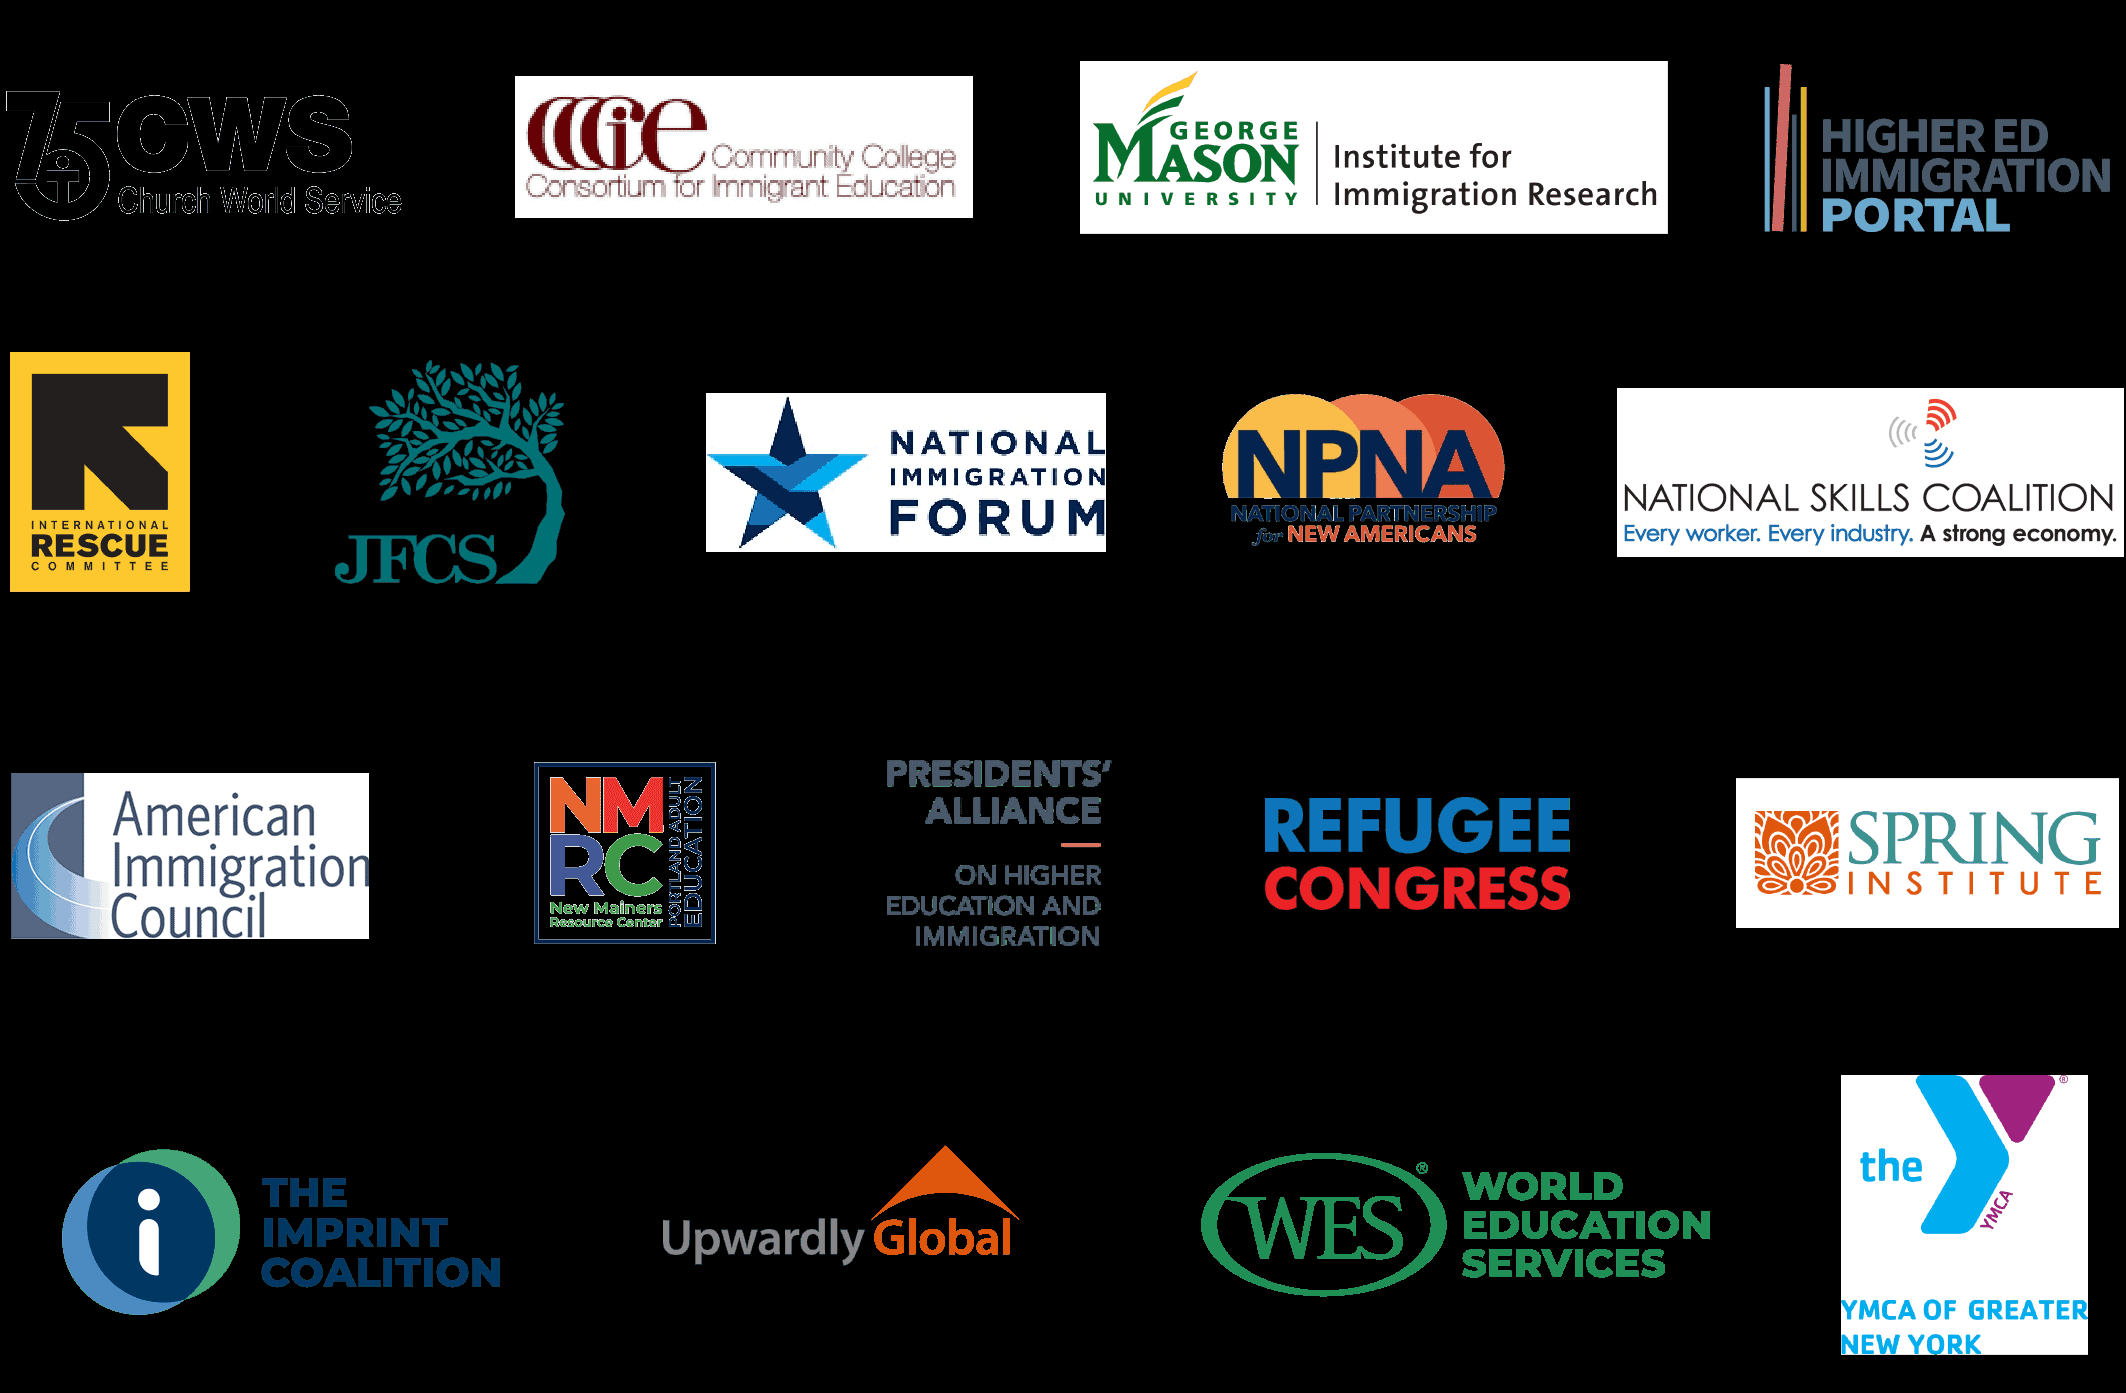 75 CWS
Church World Service
CCCie
Community College
Consortium for Immigrant Education
GEORGE
MASON
UNIVERSITY
Institute for
Immigration Research
HIGHER ED
IMMIGRATION
PORTAL
INTERNATIONAL
RESCUE
COMMITTEE
JFCS
NATIONAL
IMMIGRATION
FORUM
NPNA
NATIONAL PARTNERSHIP
for NEW AMERICANS
NATIONAL SKILLS COALITION
Every worker. Every industry. A strong economy.
American
Immigration
Council
NM
RC
New Mainers
Resource Center
PORTLAND ADULT
EDUCATION
PRESIDENTS’
ALLIANCE
ON HIGHER
EDUCATION AND
IMMIGRATION
REFUGEE
CONGRESS
SPRING
INSTITUTE
i
THE
IMPRINT
COALITION
Upwardly Global
WES®
WORLD
EDUCATION
SERVICES
the Y®
YMCA
YMCA OF GREATER
NEW YORK